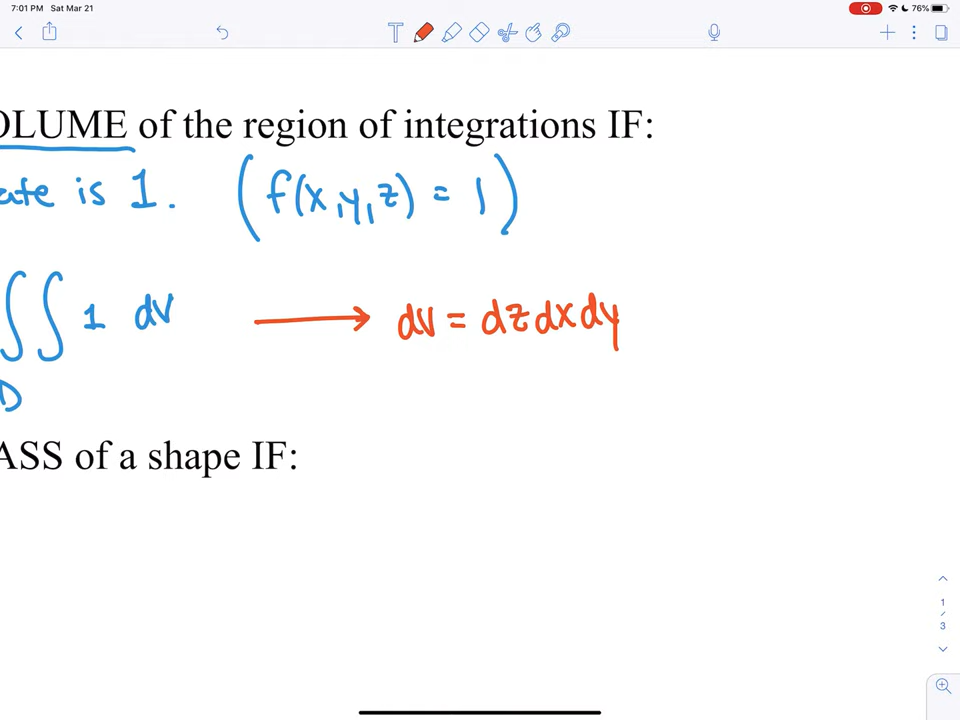 7:01 PM Sat Mar 21
76%
T
OLUME of the region of integrations IF:
ate is 1. (f(x,y,z) = 1)
∫∫ 1 dV → dV = dz dx dy
D
ASS of a shape IF:
1
/
3